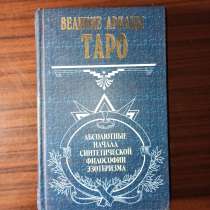 ВЕЛИКИЕ АРКАНЫ
ТАРО
АБСОЛЮТНЫЕ
НАЧАЛА
СИНТЕТИЧЕСКОЙ
ФИЛОСОФИИ
ЭЗОТЕРИЗМА